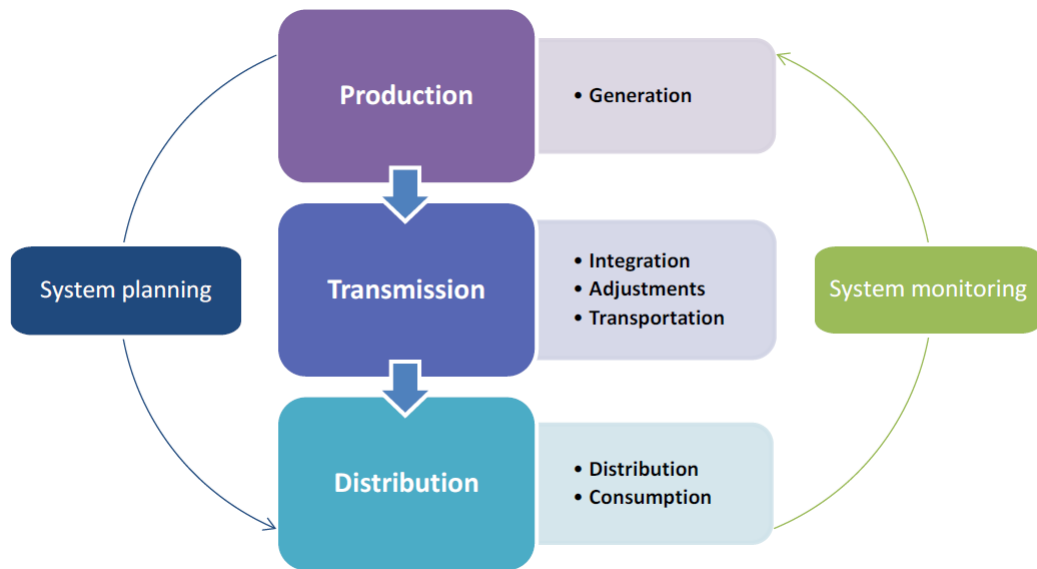 Production
• Generation
System planning
Transmission
• Integration
• Adjustments
• Transportation
System monitoring
Distribution
• Distribution
• Consumption